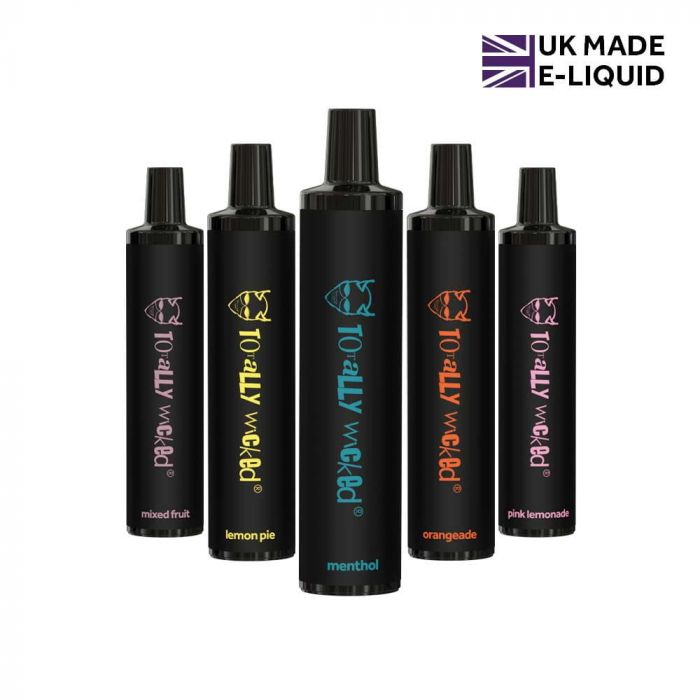 UK MADE
E-LIQUID
TOTALLY WICKED®
mixed fruit
TOTALLY WICKED®
lemon pie
TOTALLY WICKED®
menthol
TOTALLY WICKED®
orangeade
TOTALLY WICKED®
pink lemonade